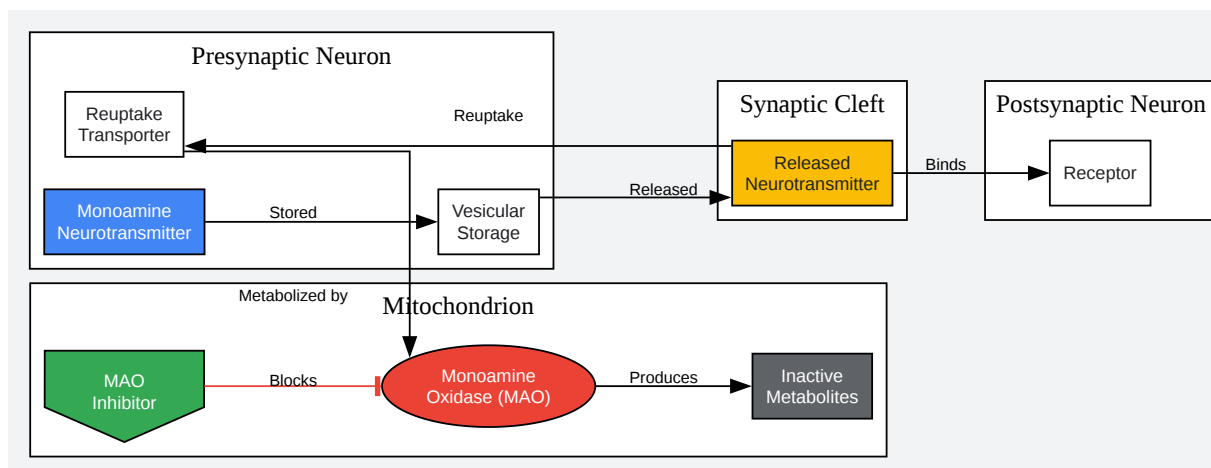 Presynaptic Neuron
Reuptake
Transporter
Reuptake
Monoamine
Neurotransmitter
Stored
Vesicular
Storage
Released
Synaptic Cleft
Released
Neurotransmitter
Binds
Postsynaptic Neuron
Receptor
Metabolized by
Mitochondrion
MAO
Inhibitor
Blocks
Monoamine
Oxidase (MAO)
Produces
Inactive
Metabolites